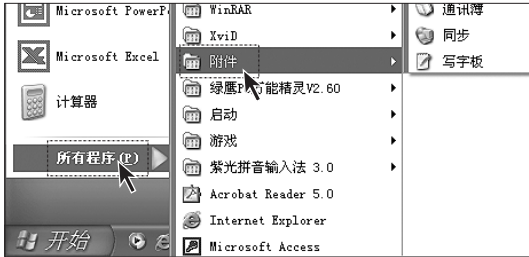 Microsoft PowerP
Microsoft Excel
计算器
所有程序(P)
开始
WinRAR
XviD
附件
绿鹰P 万能精灵V2.60
启动
游戏
紫光拼音输入法 3.0
Acrobat Reader 5.0
Internet Explorer
Microsoft Access
通讯簿
同步
写字板